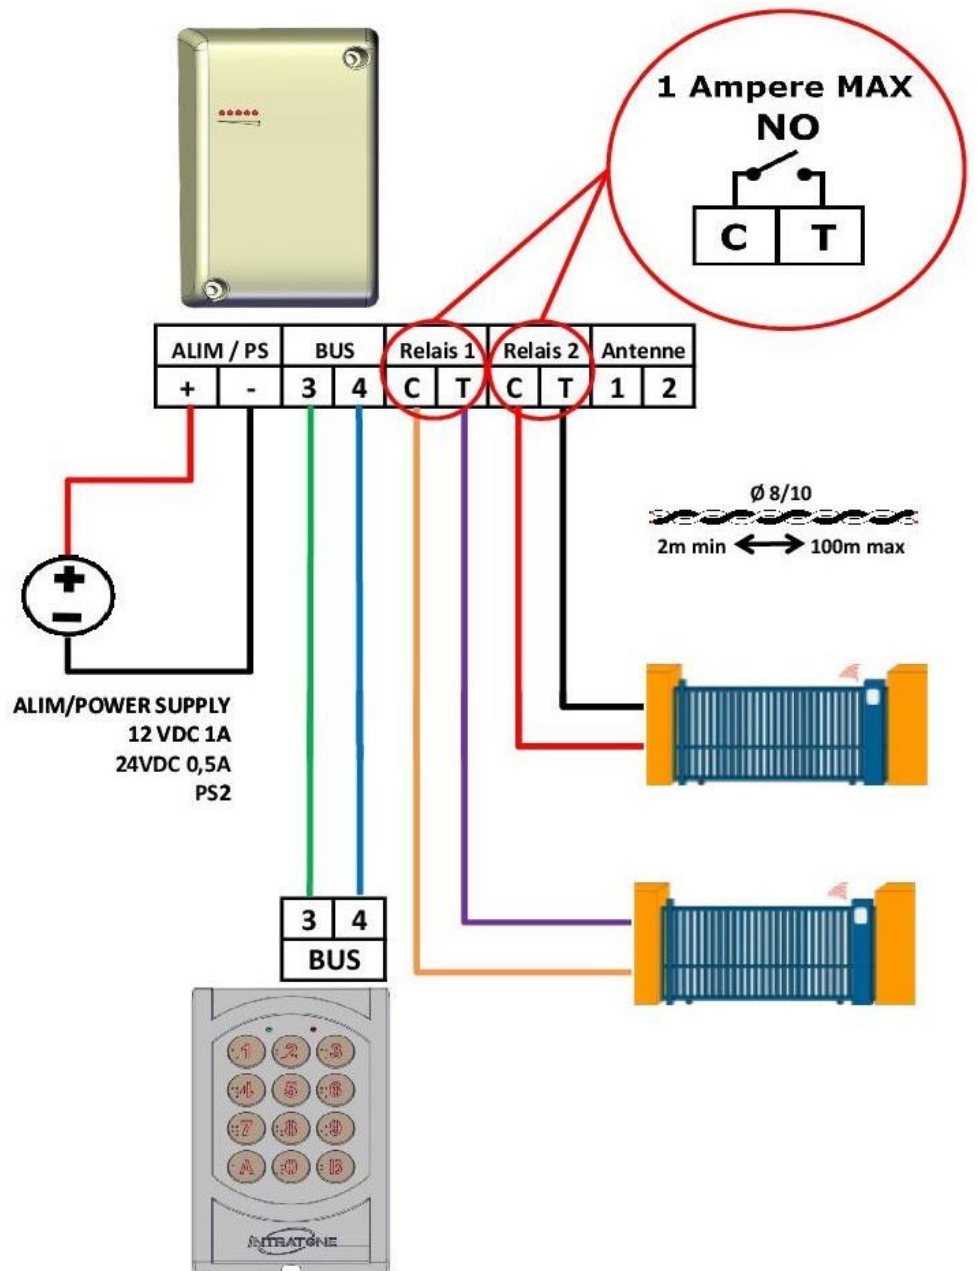 1 Ampere MAX
NO
C T
ALIM / PS BUS Relais 1 Relais 2 Antenne
+ - 3 4 C T C T 1 2
Ø 8/10
2m min 100m max
+
-
ALIM/POWER SUPPLY
12 VDC 1A
24VDC 0,5A
PS2
3 4
BUS
1 2 3
4 5 6
7 8 9
A 0 B
INTRATONE